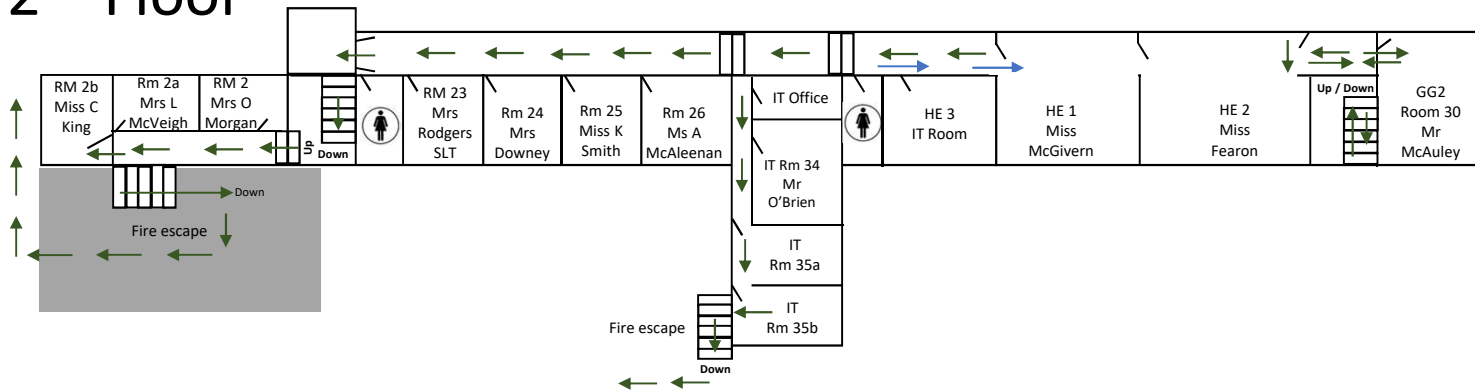 2 Floor
RM 2b
Miss C
King
Rm 2a
Mrs L
McVeigh
RM 2
Mrs O
Morgan
Up
Down
RM 23
Mrs
Rodgers
SLT
Rm 24
Mrs
Downey
Rm 25
Miss K
Smith
Rm 26
Ms A
McAleenan
IT Office
IT Rm 34
Mr
O'Brien
IT
Rm 35a
IT
Rm 35b
HE 3
IT Room
HE 1
Miss
McGivern
HE 2
Miss
Fearon
Up / Down
GG2
Room 30
Mr
McAuley
Down
Fire escape
Fire escape
Down